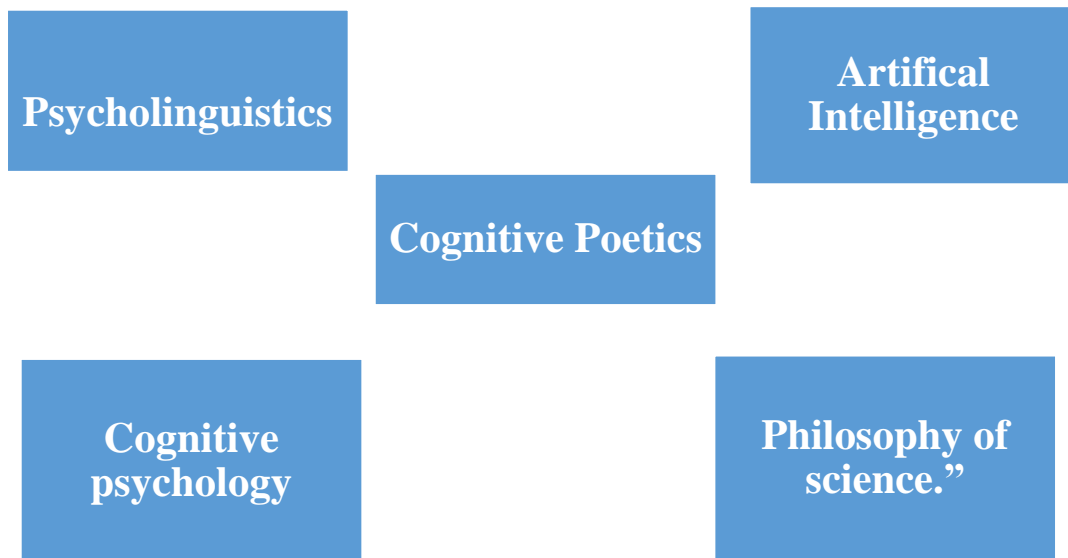 Psycholinguistics
Artifical
Intelligence
Cognitive Poetics
Cognitive
psychology
Philosophy of
science.”